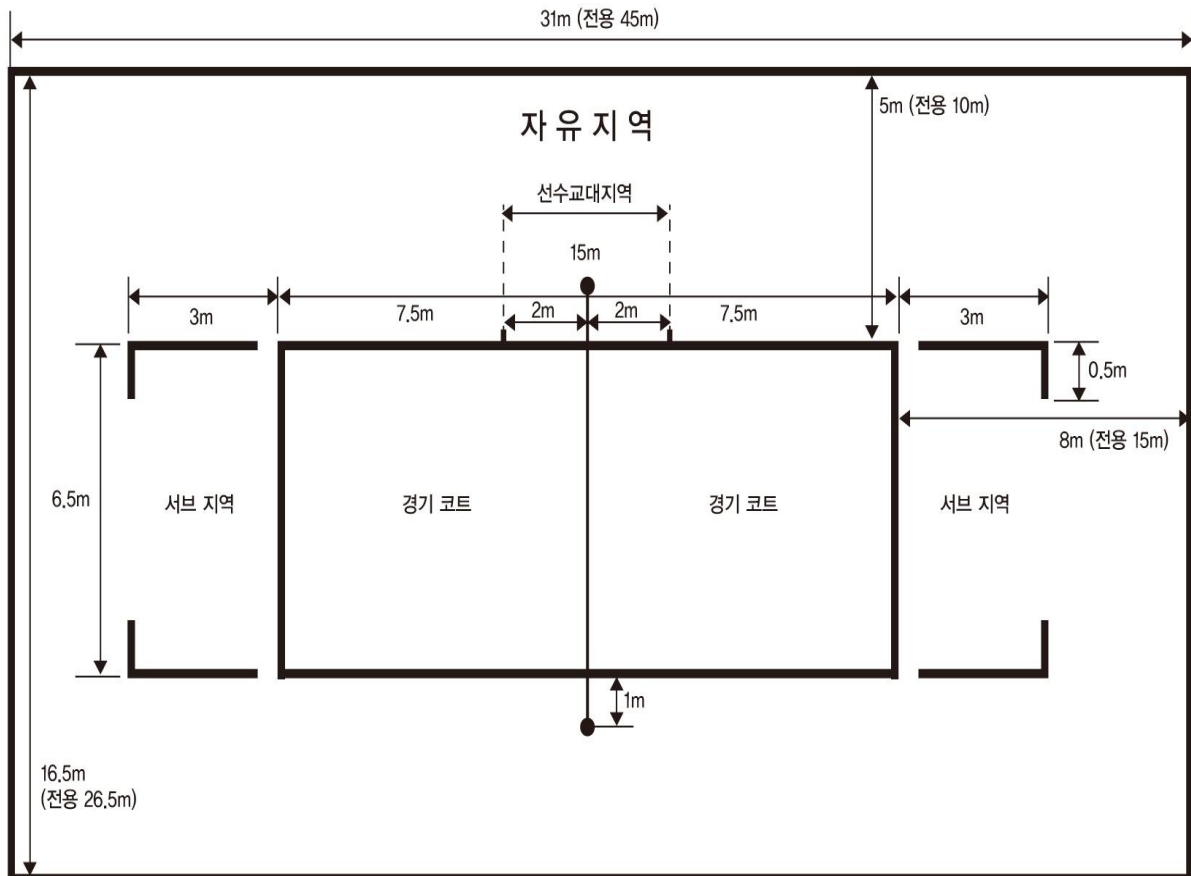 31m (전용 45m)
5m (전용 10m)
자유지역
선수교대지역
15m
3m
7.5m
2m
2m
7.5m
3m
0.5m
8m (전용 15m)
6.5m
서브 지역
경기 코트
경기 코트
서브 지역
1m
16.5m
(전용 26.5m)